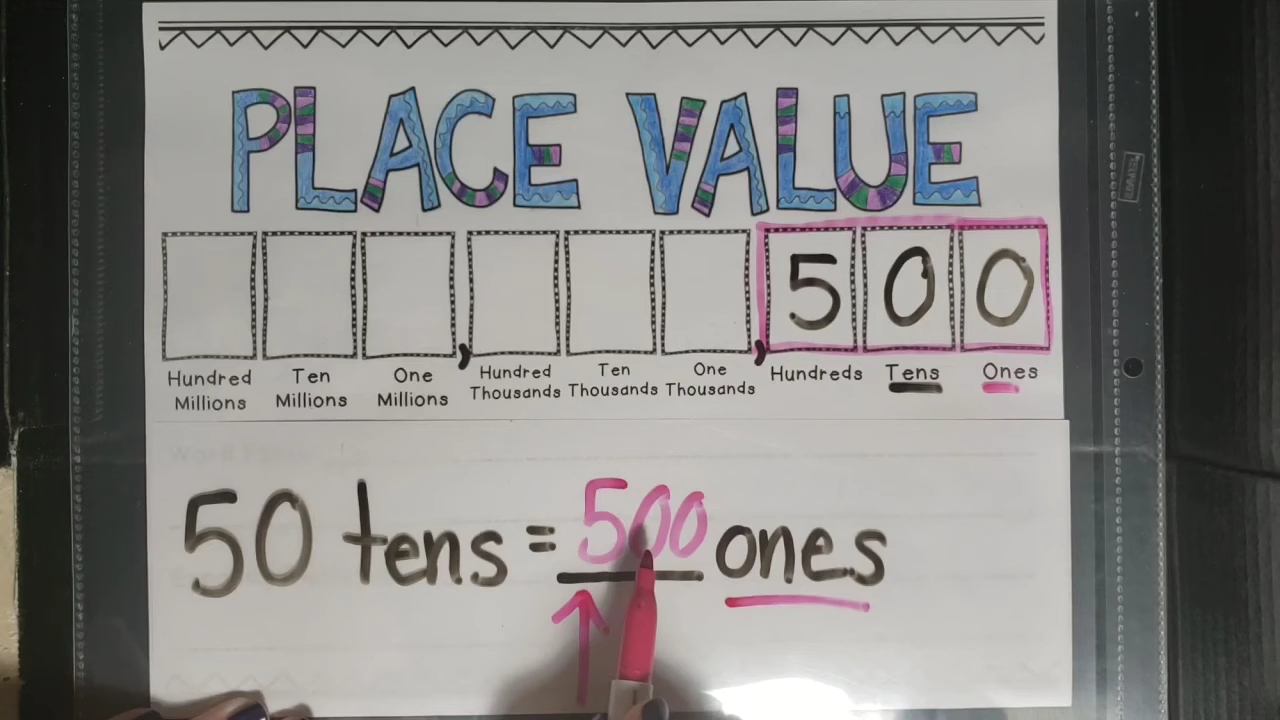 PLACE VALUE
, , 5 0 0
Hundred Millions Ten Millions One Millions Hundred Thousands Ten Thousands One Thousands Hundreds Tens Ones
50 tens = 500 ones